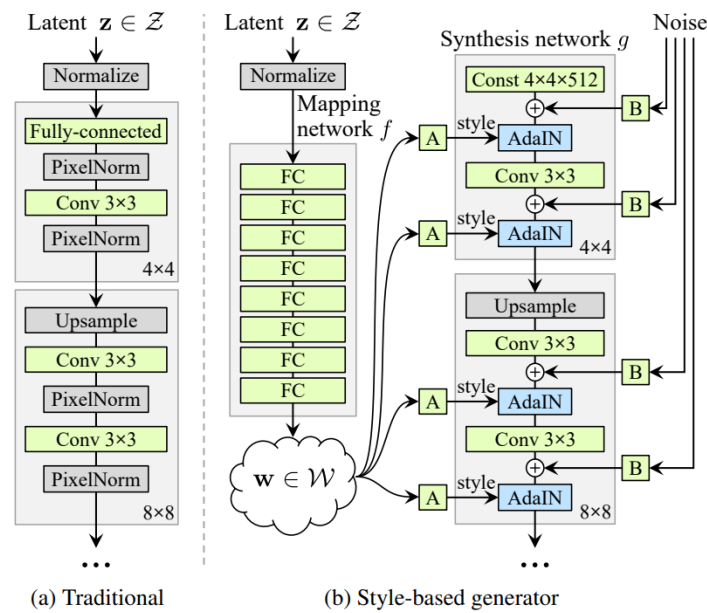 Latent z ∈ Z
Normalize
Fully-connected
PixelNorm
Conv 3×3
PixelNorm
4×4
Upsample
Conv 3×3
PixelNorm
Conv 3×3
PixelNorm
8×8
...
(a) Traditional
Latent z ∈ Z
Normalize
Mapping
network f
FC
FC
FC
FC
FC
FC
FC
FC
w ∈ W
Synthesis network g
Noise
Const 4×4×512
B
A
style
AdaIN
Conv 3×3
B
A
style
AdaIN
4×4
Upsample
Conv 3×3
B
A
style
AdaIN
Conv 3×3
B
A
style
AdaIN
8×8
...
(b) Style-based generator